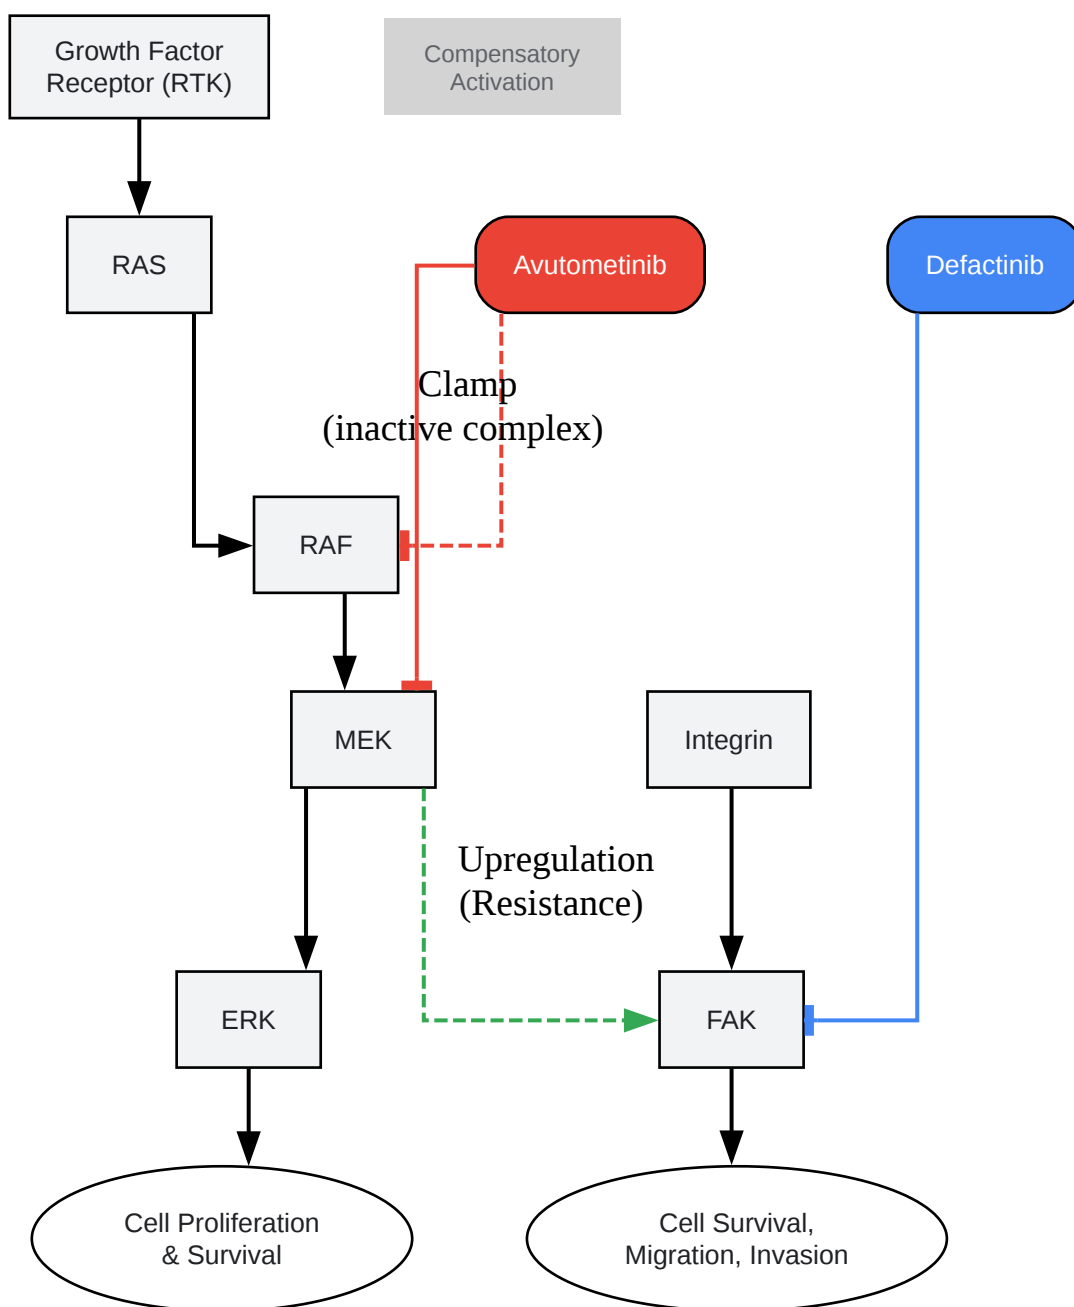 Growth Factor
Receptor (RTK)
Compensatory
Activation
RAS
Avutometinib
Defactinib
Clamp
(inactive complex)
RAF
MEK
Integrin
Upregulation
(Resistance)
ERK
FAK
Cell Proliferation
& Survival
Cell Survival,
Migration, Invasion